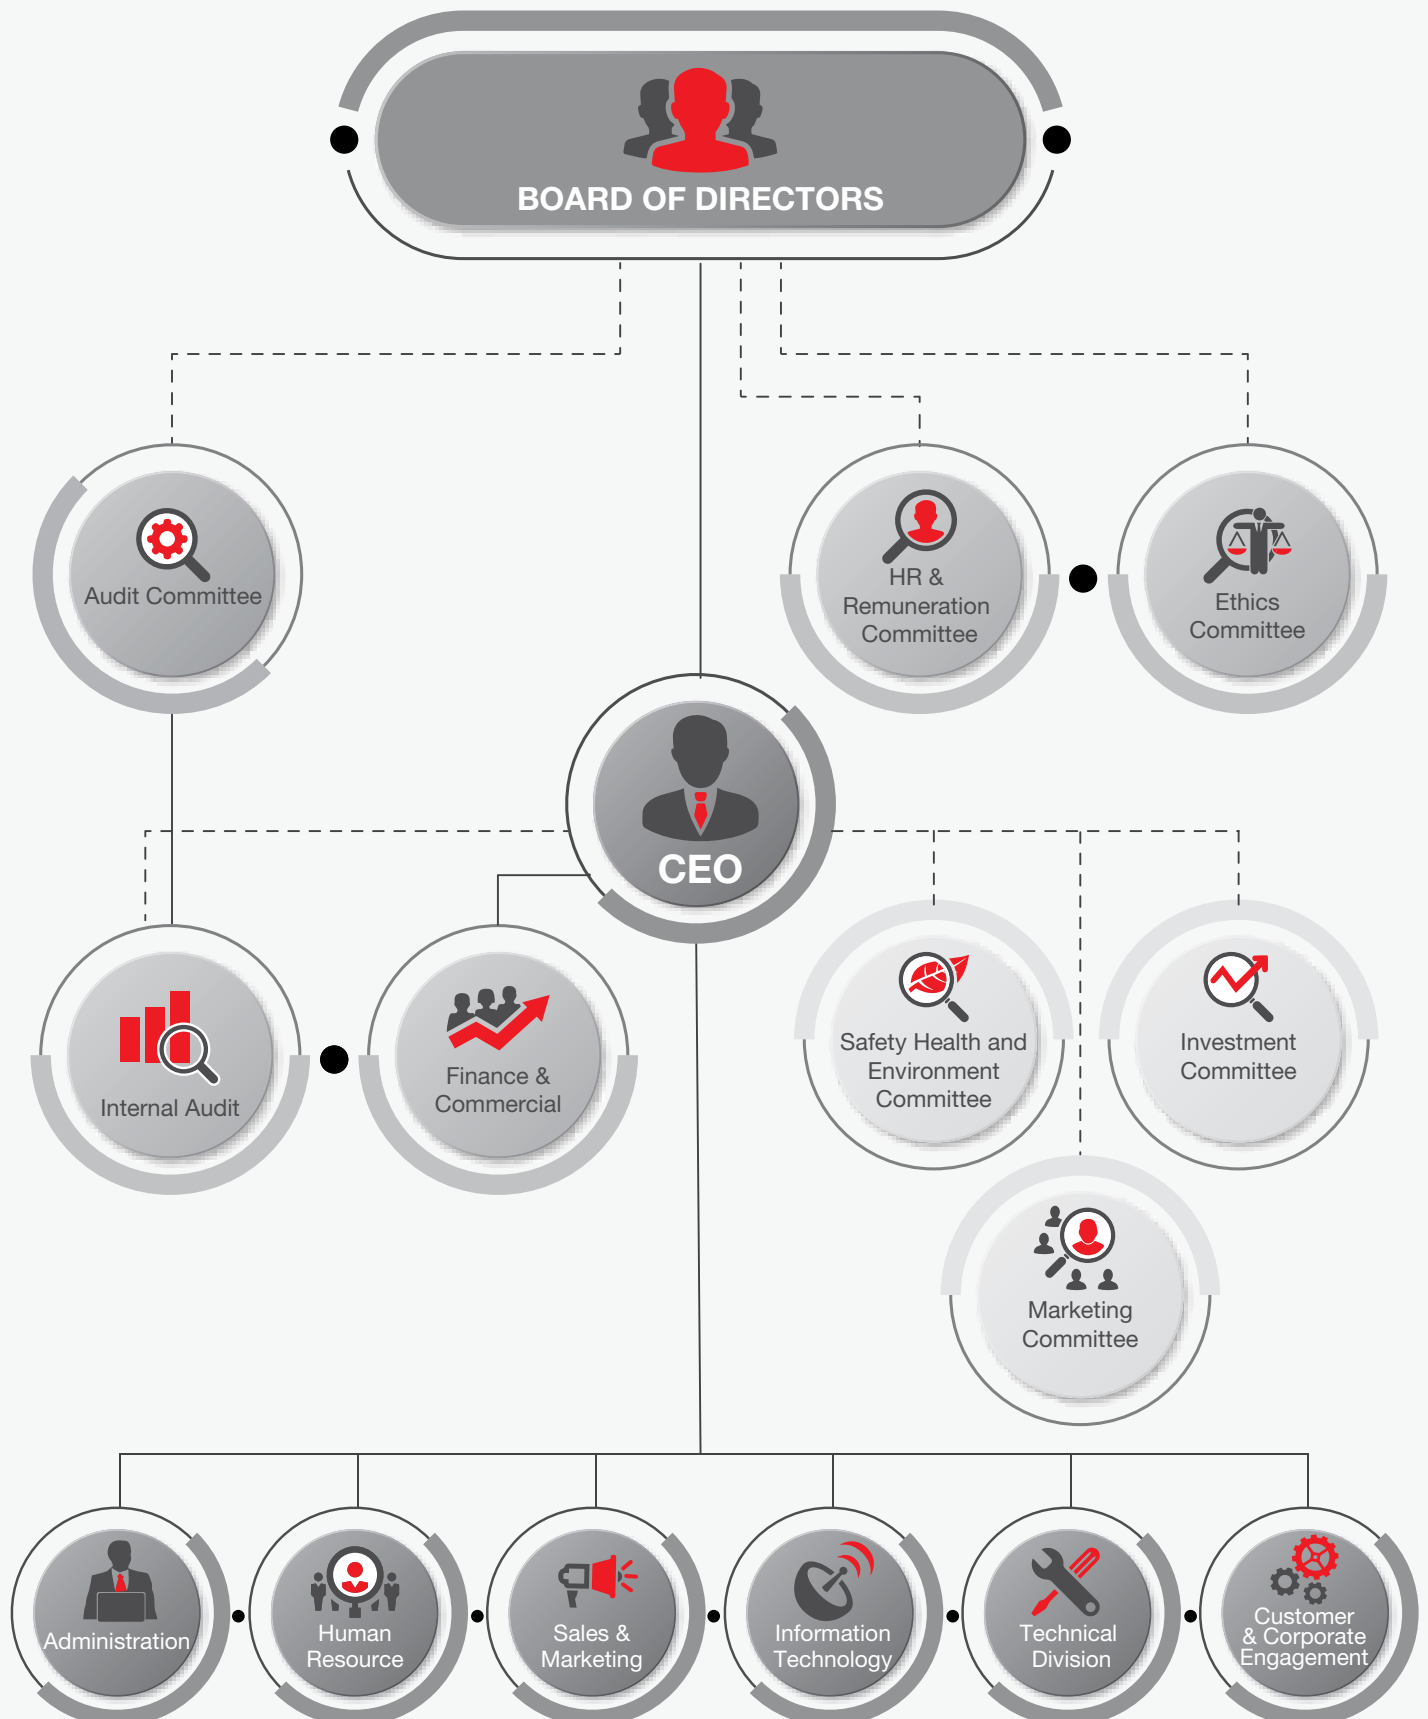 BOARD OF DIRECTORS
Audit Committee
HR &
Remuneration
Committee
Ethics
Committee
CEO
Internal Audit
Finance &
Commercial
Safety Health and
Environment
Committee
Investment
Committee
Marketing
Committee
Administration
Human
Resource
Sales &
Marketing
Information
Technology
Technical
Division
Customer
& Corporate
Engagement